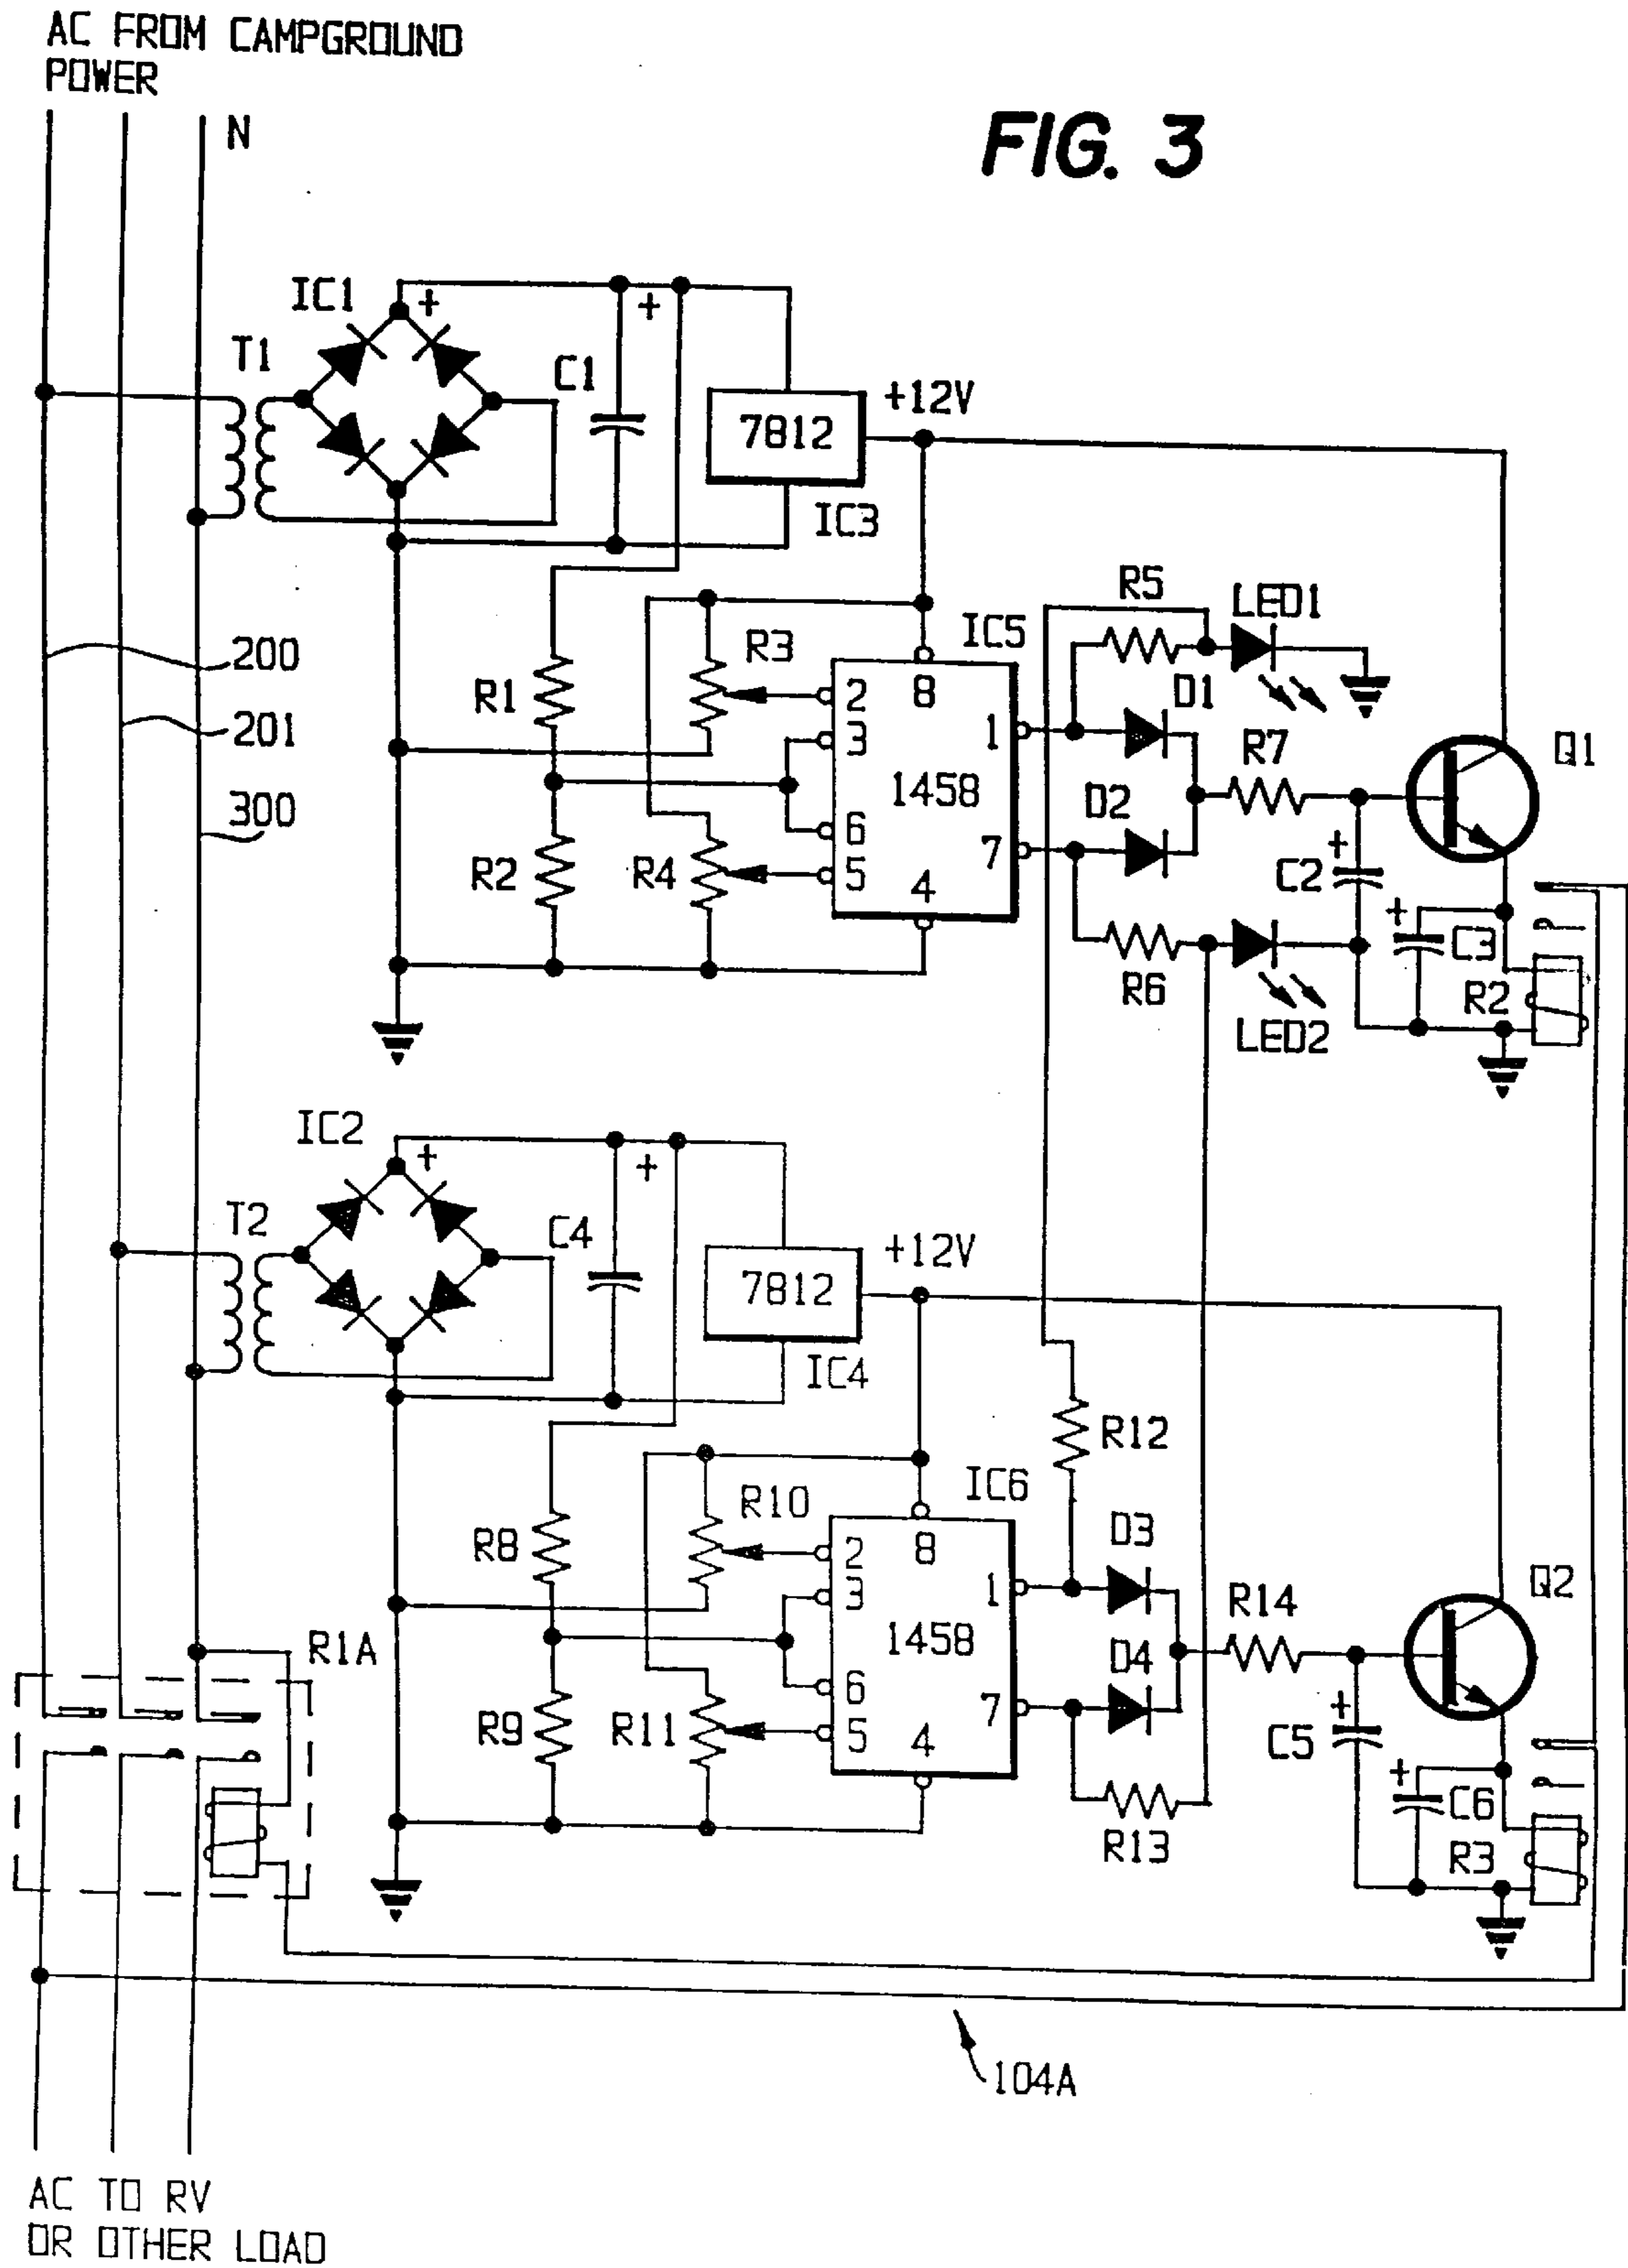 AC FROM CAMPGROUND
POWER
N
FIG. 3
IC1
+
+
T1
C1
7812
+12V
IC3
200
201
300
R1
R2
R3
R4
2
3
6
5
8
1458
4
1
7
IC5
R5
LED1
D1
D2
R7
Q1
C2
+
+
C3
R6
LED2
R2
IC2
+
+
T2
C4
7812
+12V
IC4
R12
R8
R9
R10
R11
2
3
6
5
8
1458
4
1
7
IC6
D3
D4
R14
Q2
C5
+
+
C6
R13
R3
R1A
104A
AC TO RV
OR OTHER LOAD